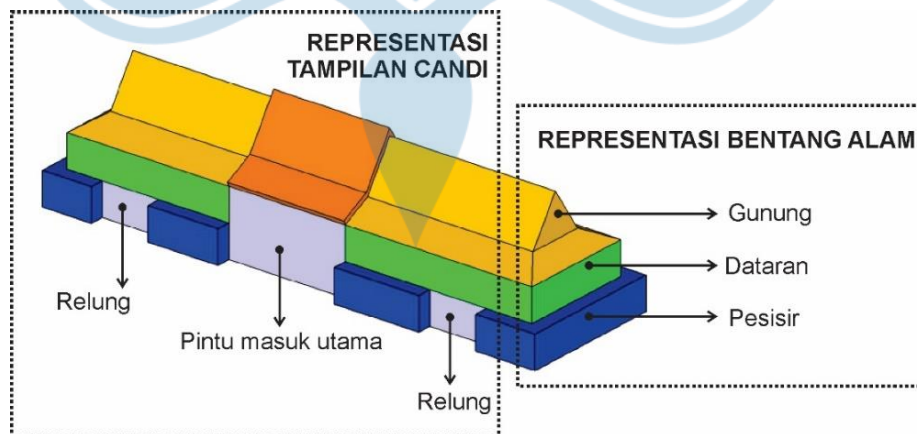 REPRESENTASI
TAMPILAN CANDI
REPRESENTASI BENTANG ALAM
Gunung
Dataran
Pesisir
Relung
Pintu masuk utama
Relung